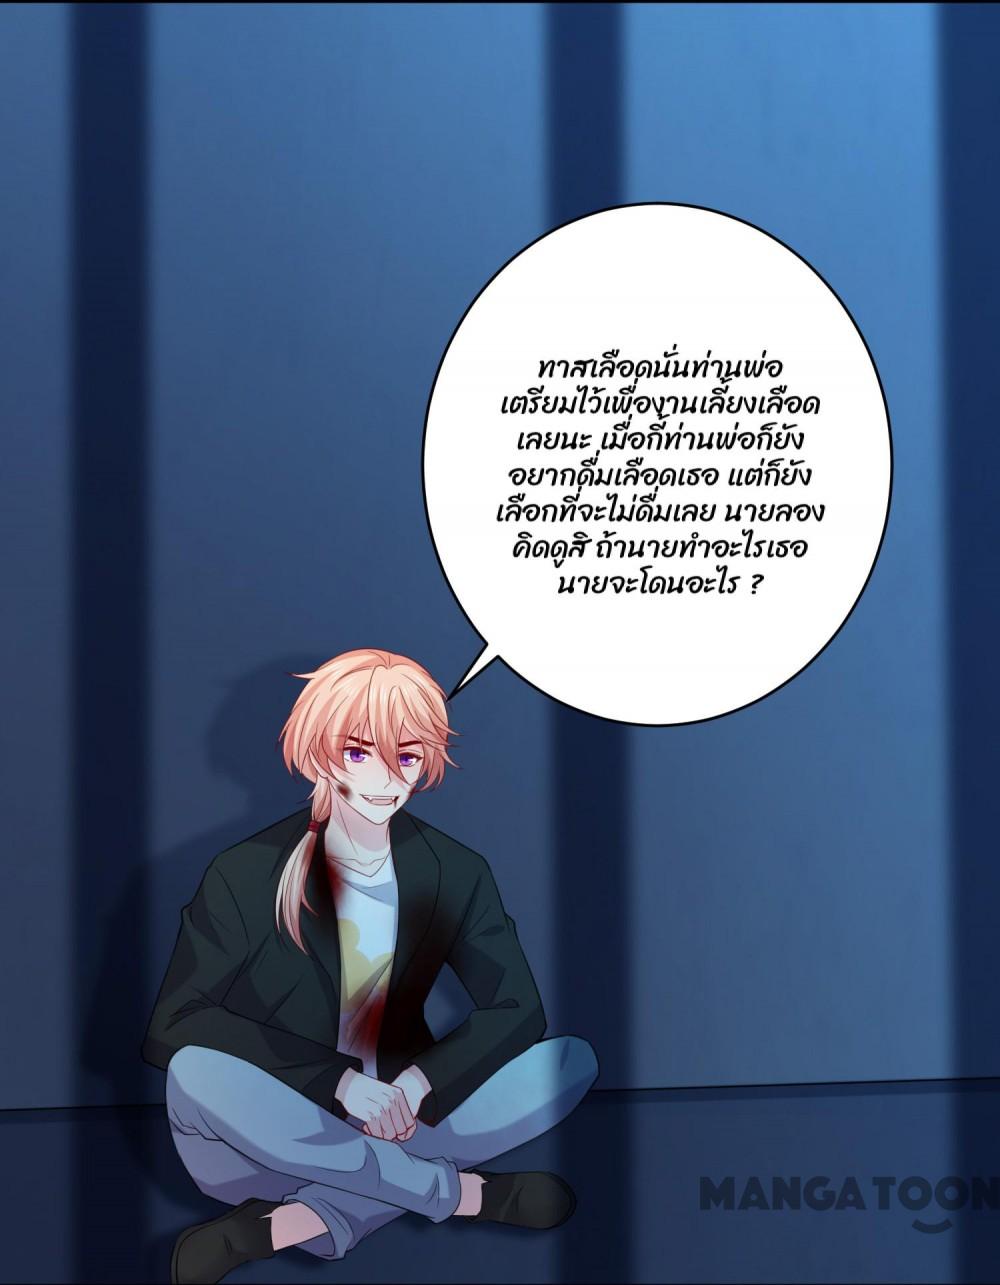 ทาสเลือดนั่นท่านพ่อ
เตรียมไว้เพื่องานเลี้ยงเลือด
เลยนะ เมื่อกี้ท่านพ่อก็ยัง
อยากดื่มเลือดเธอ แต่ก็ยัง
เลือกที่จะไม่ดื่มเลย นายลอง
คิดดูสิ ถ้านายทำอะไรเธอ
นายจะโดนอะไร ?
MANGA TOON